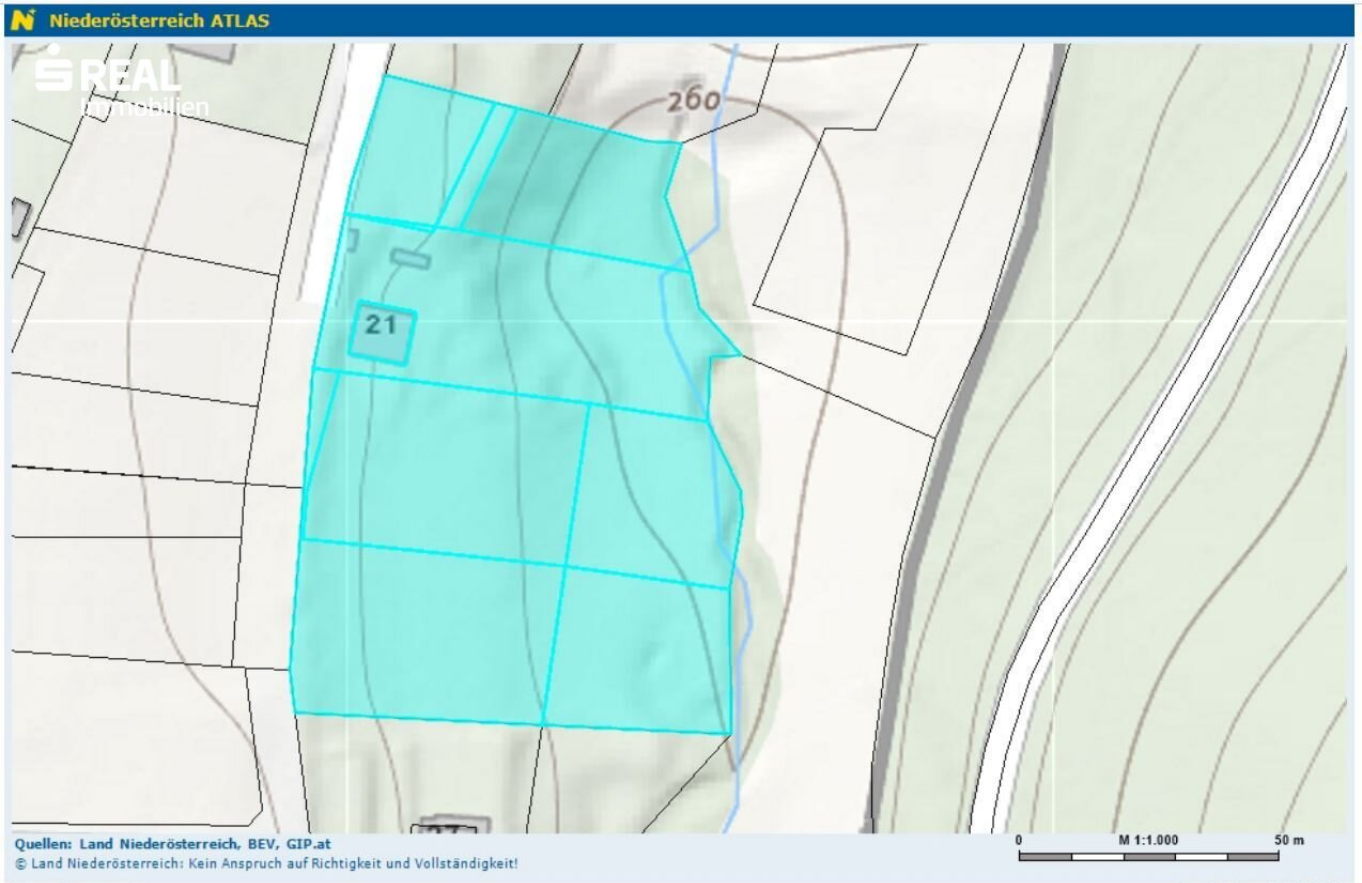 Niederösterreich ATLAS
S REAL
Immobilien
260
21
27
Quellen: Land Niederösterreich, BEV, GIP.at
© Land Niederösterreich: Kein Anspruch auf Richtigkeit und Vollständigkeit!
0 M 1:1.000 50 m